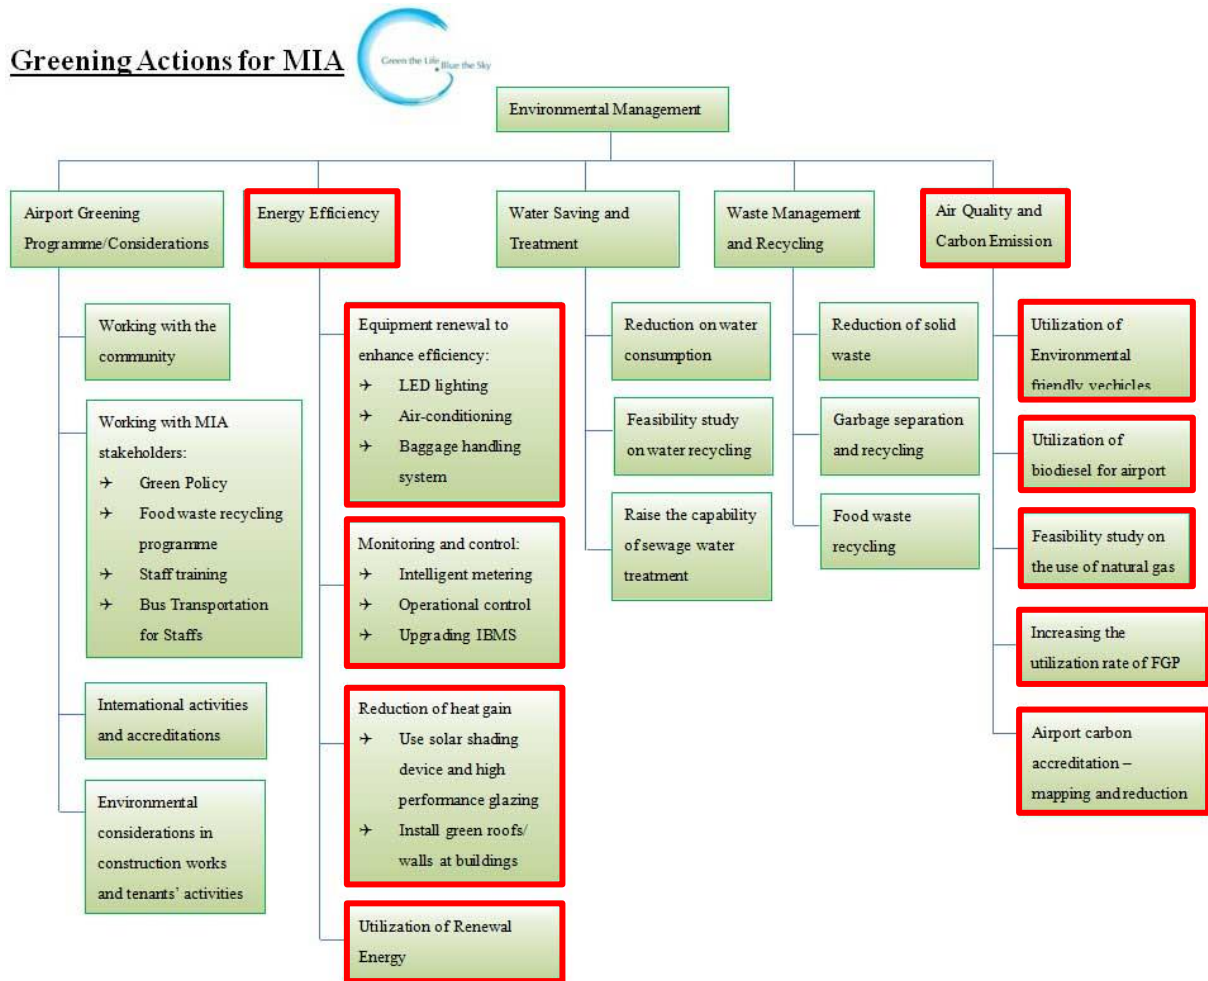 Greening Actions for MIA
Green the Life
Blue the Sky
Environmental Management
Airport Greening
Programme/Considerations
Energy Efficiency
Water Saving and
Treatment
Waste Management
and Recycling
Air Quality and
Carbon Emission
Working with the
community
Working with MIA
stakeholders:
Green Policy
Food waste recycling
programme
Staff training
Bus Transportation
for Staffs
International activities
and accreditations
Environmental
considerations in
construction works
and tenants' activities
Equipment renewal to
enhance efficiency:
LED lighting
Air-conditioning
Baggage handling
system
Monitoring and control:
Intelligent metering
Operational control
Upgrading IBMS
Reduction of heat gain
Use solar shading
device and high
performance glazing
Install green roofs/
walls at buildings
Utilization of Renewal
Energy
Reduction on water
consumption
Feasibility study
on water recycling
Raise the capability
of sewage water
treatment
Reduction of solid
waste
Garbage separation
and recycling
Food waste
recycling
Utilization of
Environmental
friendly vechicles
Utilization of
biodiesel for airport
Feasibility study on
the use of natural gas
Increasing the
utilization rate of FGP
Airport carbon
accreditation –
mapping and reduction